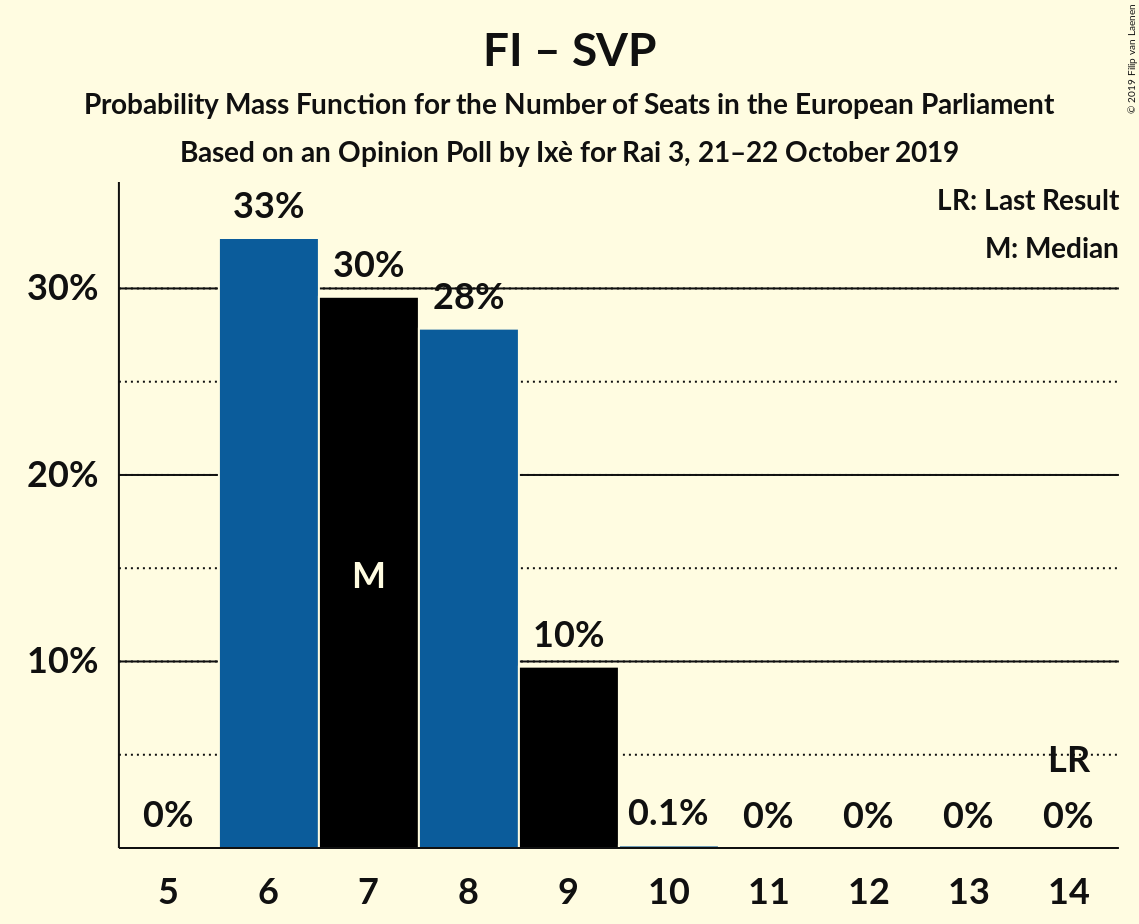 FI – SVP
Probability Mass Function for the Number of Seats in the European Parliament
Based on an Opinion Poll by Ixè for Rai 3, 21–22 October 2019
© 2019 Filip van Laenen
LR: Last Result
M: Median
33%
30%
28%
30%
20%
M
10%
10%
LR
0%
0.1%
0%
0%
0%
0%
5
6
7
8
9
10
11
12
13
14